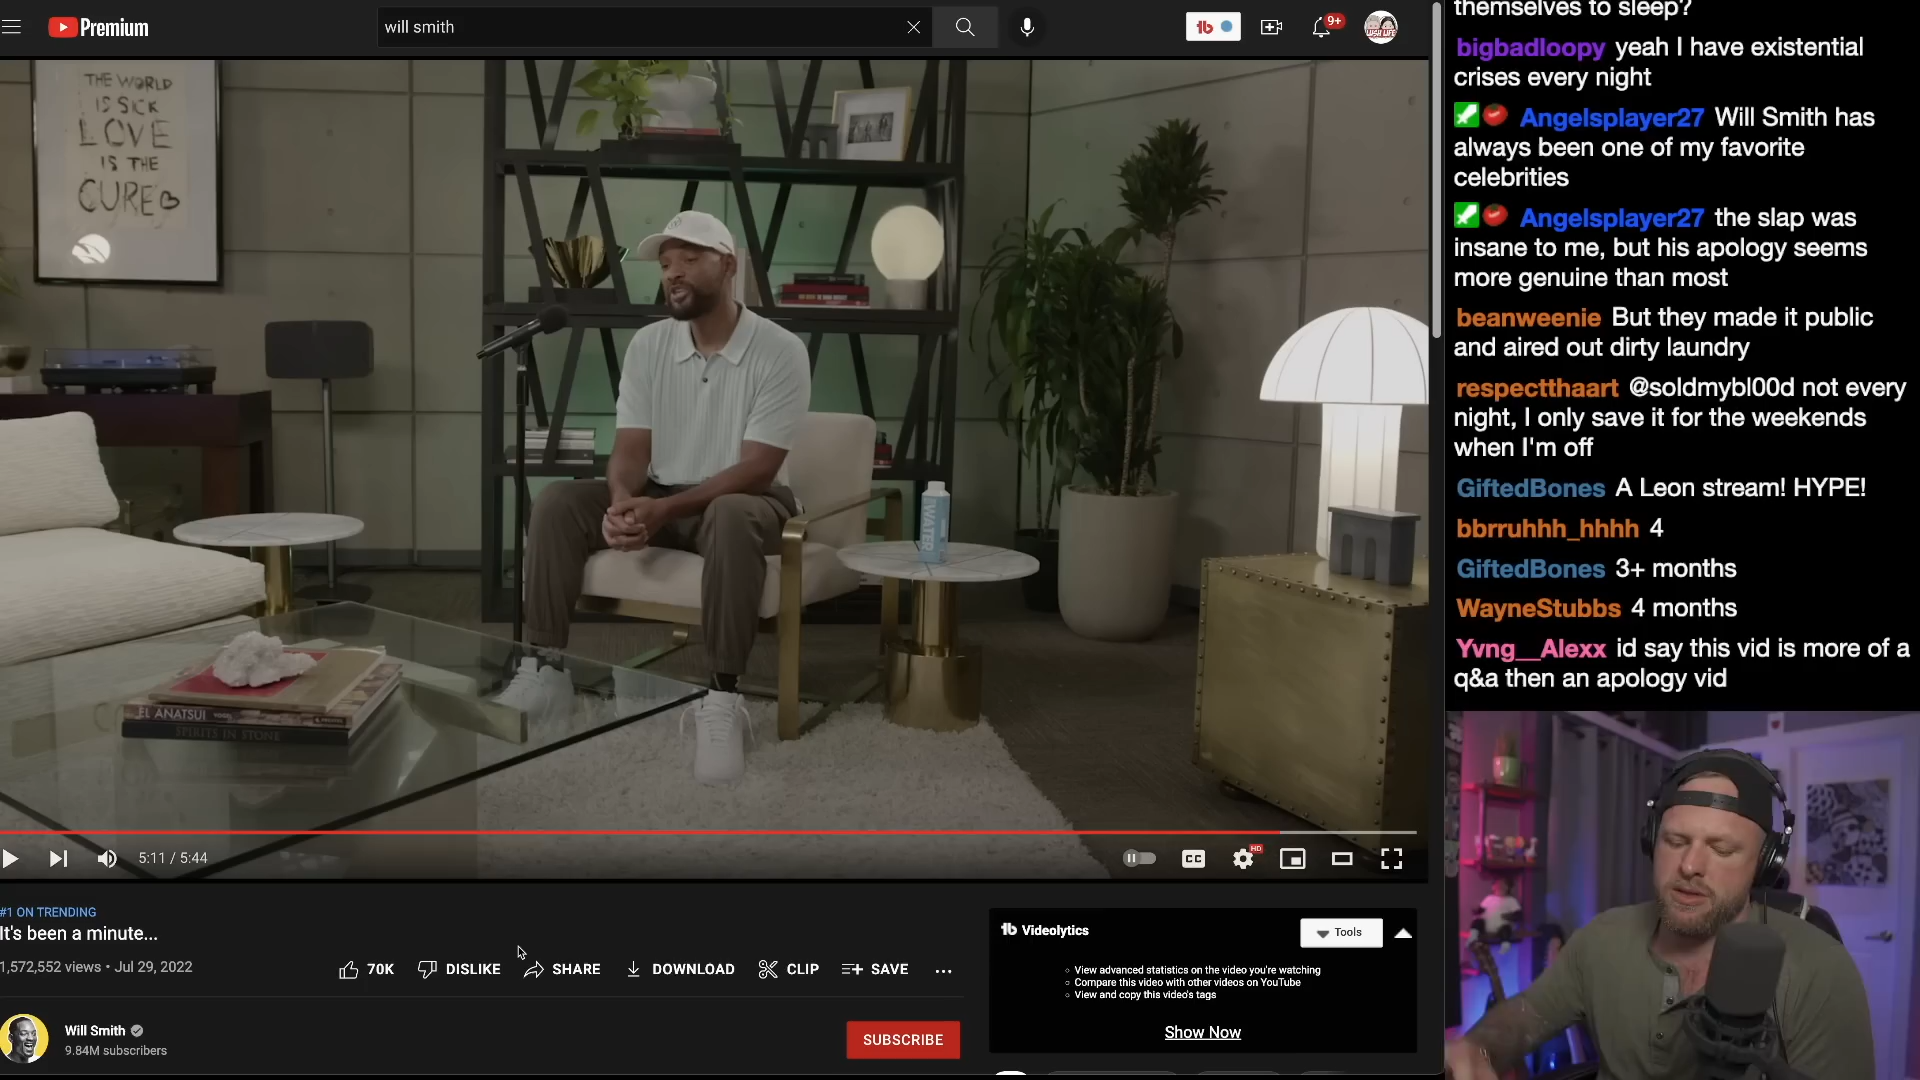 Premium
will smith
9+
THE WORLD
IS SICK
LOVE
IS THE
CURE
WATER
EL ANATSUI
SPIRITS IN STONE
5:11 / 5:44
CC
HD
#1 ON TRENDING
It's been a minute...
1,572,552 views • Jul 29, 2022
70K
DISLIKE
SHARE
DOWNLOAD
CLIP
SAVE
Will Smith
9.84M subscribers
SUBSCRIBE
Videolytics
Tools
View advanced statistics on the video you're watching
Compare this video with other videos on YouTube
View and copy this video's tags
Show Now
themselves to sleep?
bigbadloopy yeah I have existential
crises every night
Angelsplayer27 Will Smith has
always been one of my favorite
celebrities
Angelsplayer27 the slap was
insane to me, but his apology seems
more genuine than most
beanweenie But they made it public
and aired out dirty laundry
respectthaart @soldmybl00d not every
night, I only save it for the weekends
when I'm off
GiftedBones A Leon stream! HYPE!
bbrruhhh_hhhh 4
GiftedBones 3+ months
WayneStubbs 4 months
Yvng__Alexx id say this vid is more of a
q&a then an apology vid